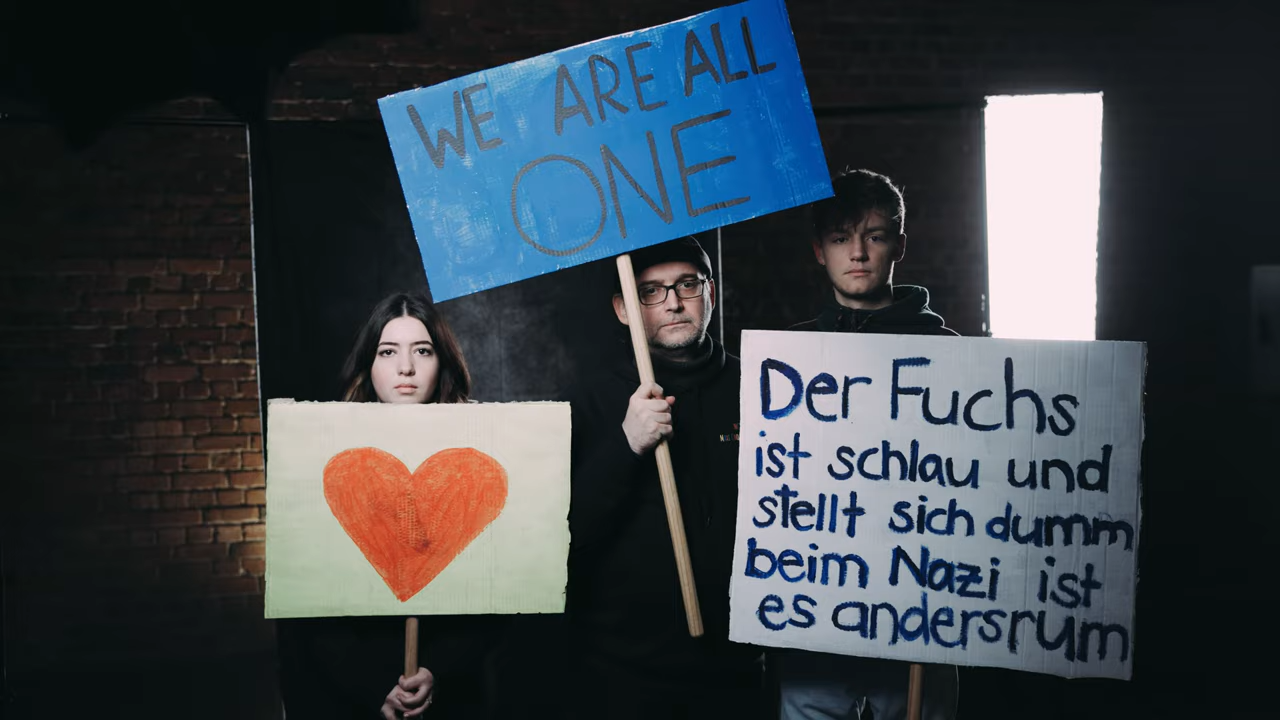 WE ARE ALL
ONE
Der Fuchs
ist schlau und
stellt sich dumm
beim Nazi ist
es andersrum